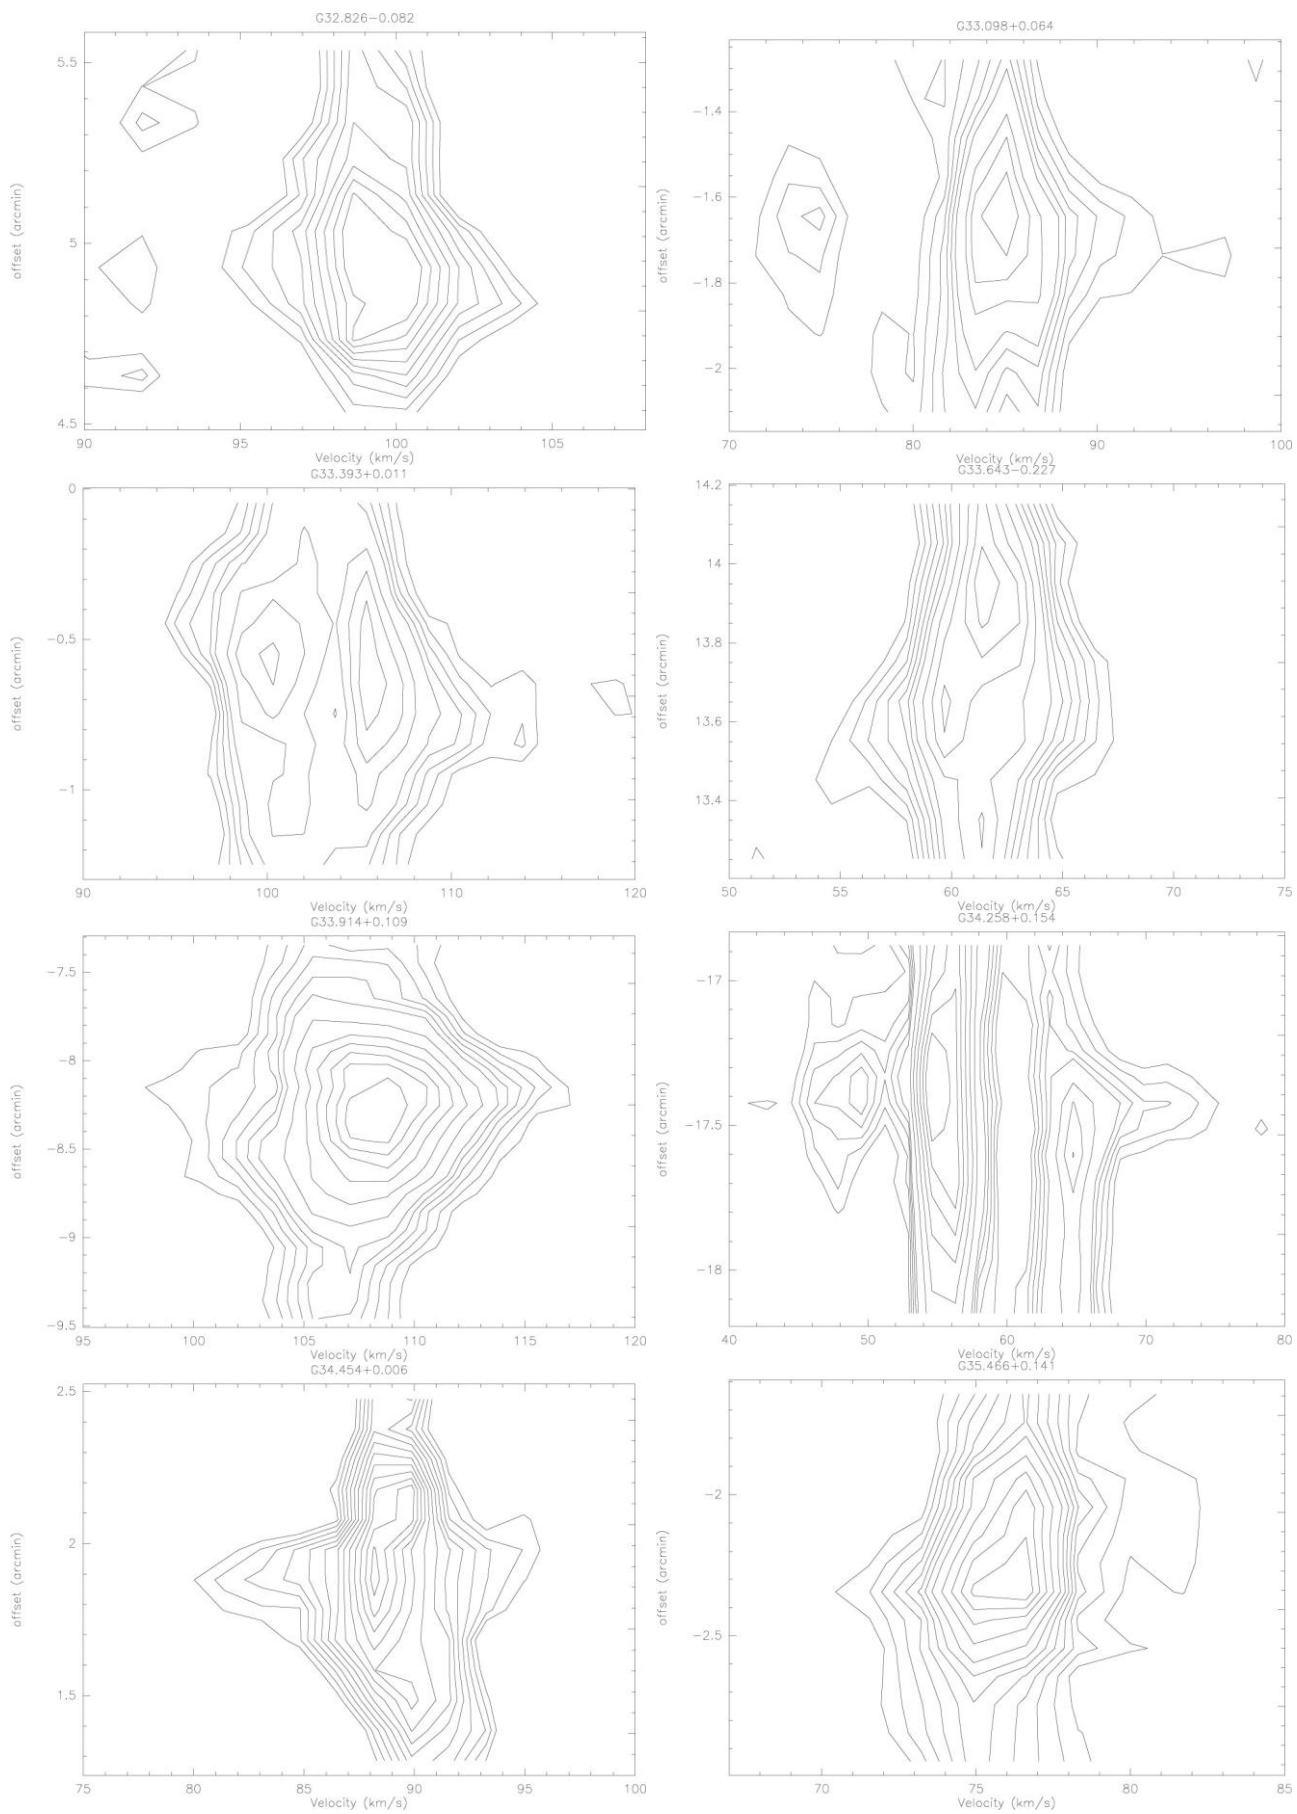 G32.826−0.082
5.5
5
4.5
offset (arcmin)
90 95 100 105
Velocity (km/s)
G33.098+0.064
−1.4
−1.6
−1.8
−2
offset (arcmin)
70 80 90 100
Velocity (km/s)
G33.393+0.011
0
−0.5
−1
offset (arcmin)
90 100 110 120
Velocity (km/s)
G33.643−0.227
14.2
14
13.8
13.6
13.4
offset (arcmin)
50 55 60 65 70 75
Velocity (km/s)
G33.914+0.109
−7.5
−8
−8.5
−9
−9.5
offset (arcmin)
95 100 105 110 115 120
Velocity (km/s)
G34.258+0.154
−17
−17.5
−18
offset (arcmin)
40 50 60 70 80
Velocity (km/s)
G34.454+0.006
2.5
2
1.5
offset (arcmin)
75 80 85 90 95 100
Velocity (km/s)
G35.466+0.141
−2
−2.5
offset (arcmin)
70 75 80 85
Velocity (km/s)